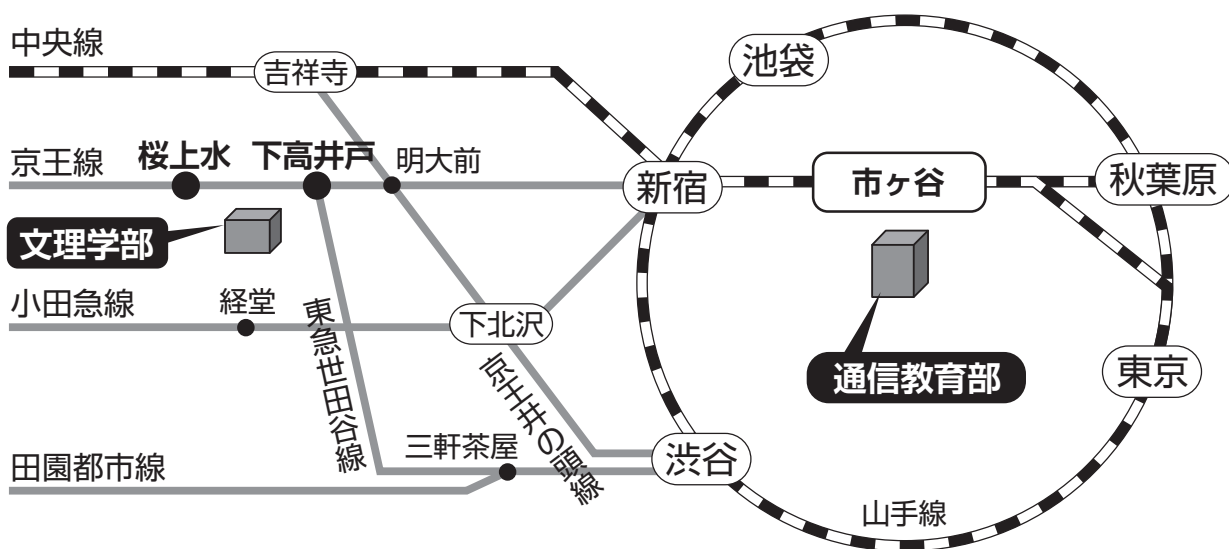 中央線
吉祥寺
池袋
京王線
桜上水
下高井戸
明大前
新宿
市ヶ谷
秋葉原
文理学部
小田急線
経堂
東急世田谷線
下北沢
京王井の頭線
通信教育部
東京
田園都市線
三軒茶屋
渋谷
山手線